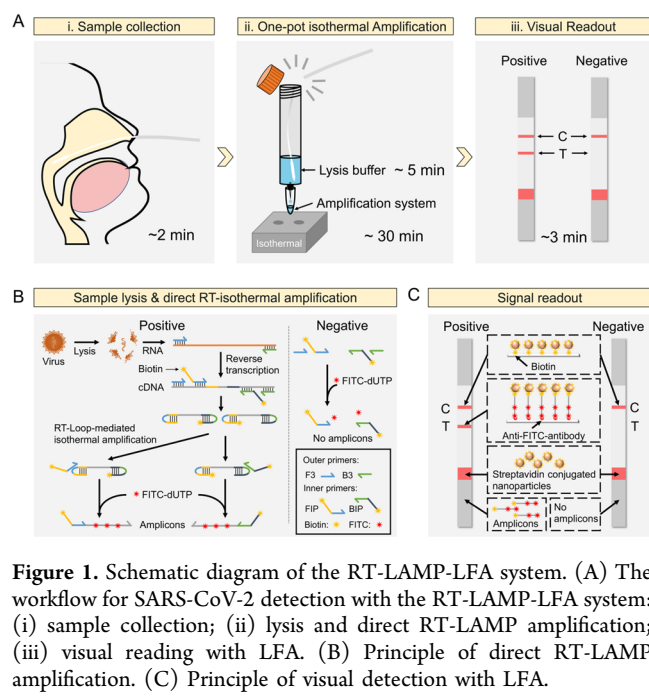 A
i. Sample collection
ii. One-pot isothermal Amplification
iii. Visual Readout
Positive
Negative
C
T
Lysis buffer
~ 5 min
Amplification system
Isothermal
~ 30 min
~2 min
~3 min
B
Sample lysis & direct RT-isothermal amplification
Positive
Negative
Virus
Lysis
RNA
Reverse
transcription
Biotin
cDNA
RT-Loop-mediated
isothermal amplification
FITC-dUTP
Amplicons
FITC-dUTP
No amplicons
Outer primers:
F3 B3
Inner primers:
FIP BIP
Biotin: FITC:
C
Signal readout
Positive
Negative
Biotin
C
T
C
T
Anti-FITC-antibody
Streptavidin conjugated
nanoparticles
Amplicons
No
amplicons
Figure 1. Schematic diagram of the RT-LAMP-LFA system. (A) The
workflow for SARS-CoV-2 detection with the RT-LAMP-LFA system:
(i) sample collection; (ii) lysis and direct RT-LAMP amplification;
(iii) visual reading with LFA. (B) Principle of direct RT-LAMP
amplification. (C) Principle of visual detection with LFA.